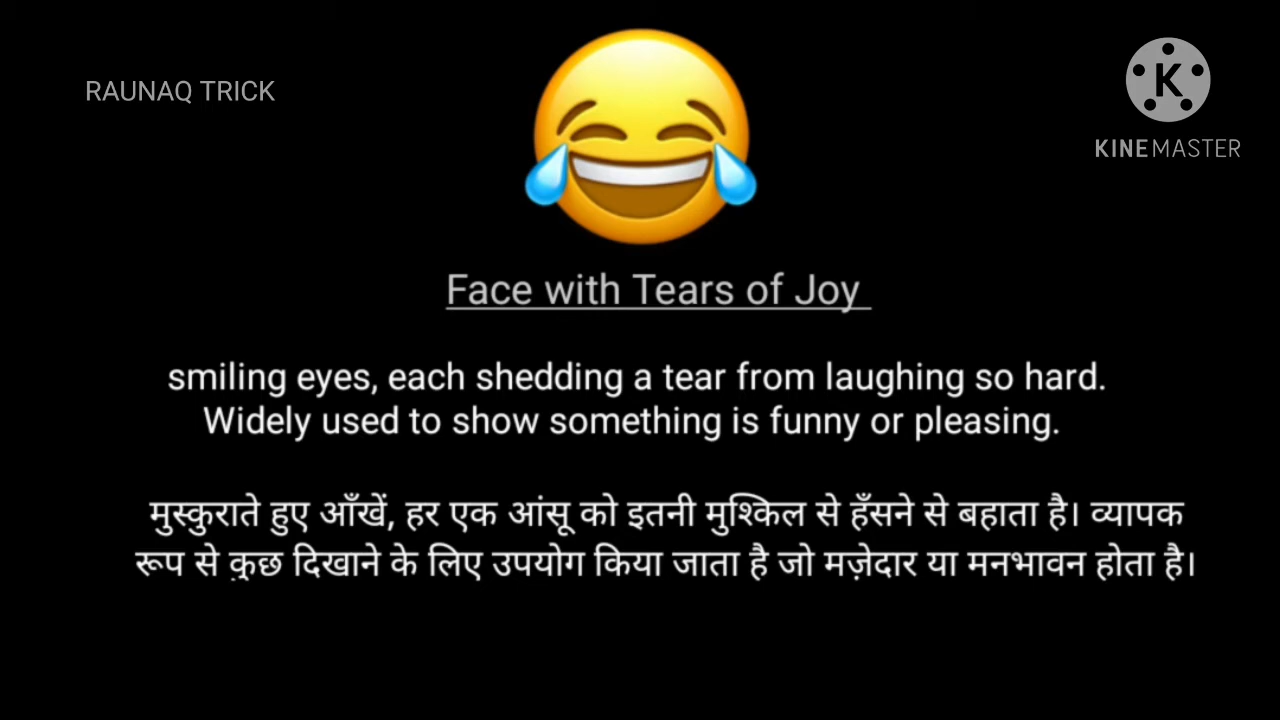 RAUNAQ TRICK
K
KINEMASTER
Face with Tears of Joy
smiling eyes, each shedding a tear from laughing so hard.
Widely used to show something is funny or pleasing.
मुस्कुराते हुए आँखें, हर एक आंसू को इतनी मुश्किल से हँसने से बहाता है। व्यापक
रूप से कुछ दिखाने के लिए उपयोग किया जाता है जो मज़ेदार या मनभावन होता है।